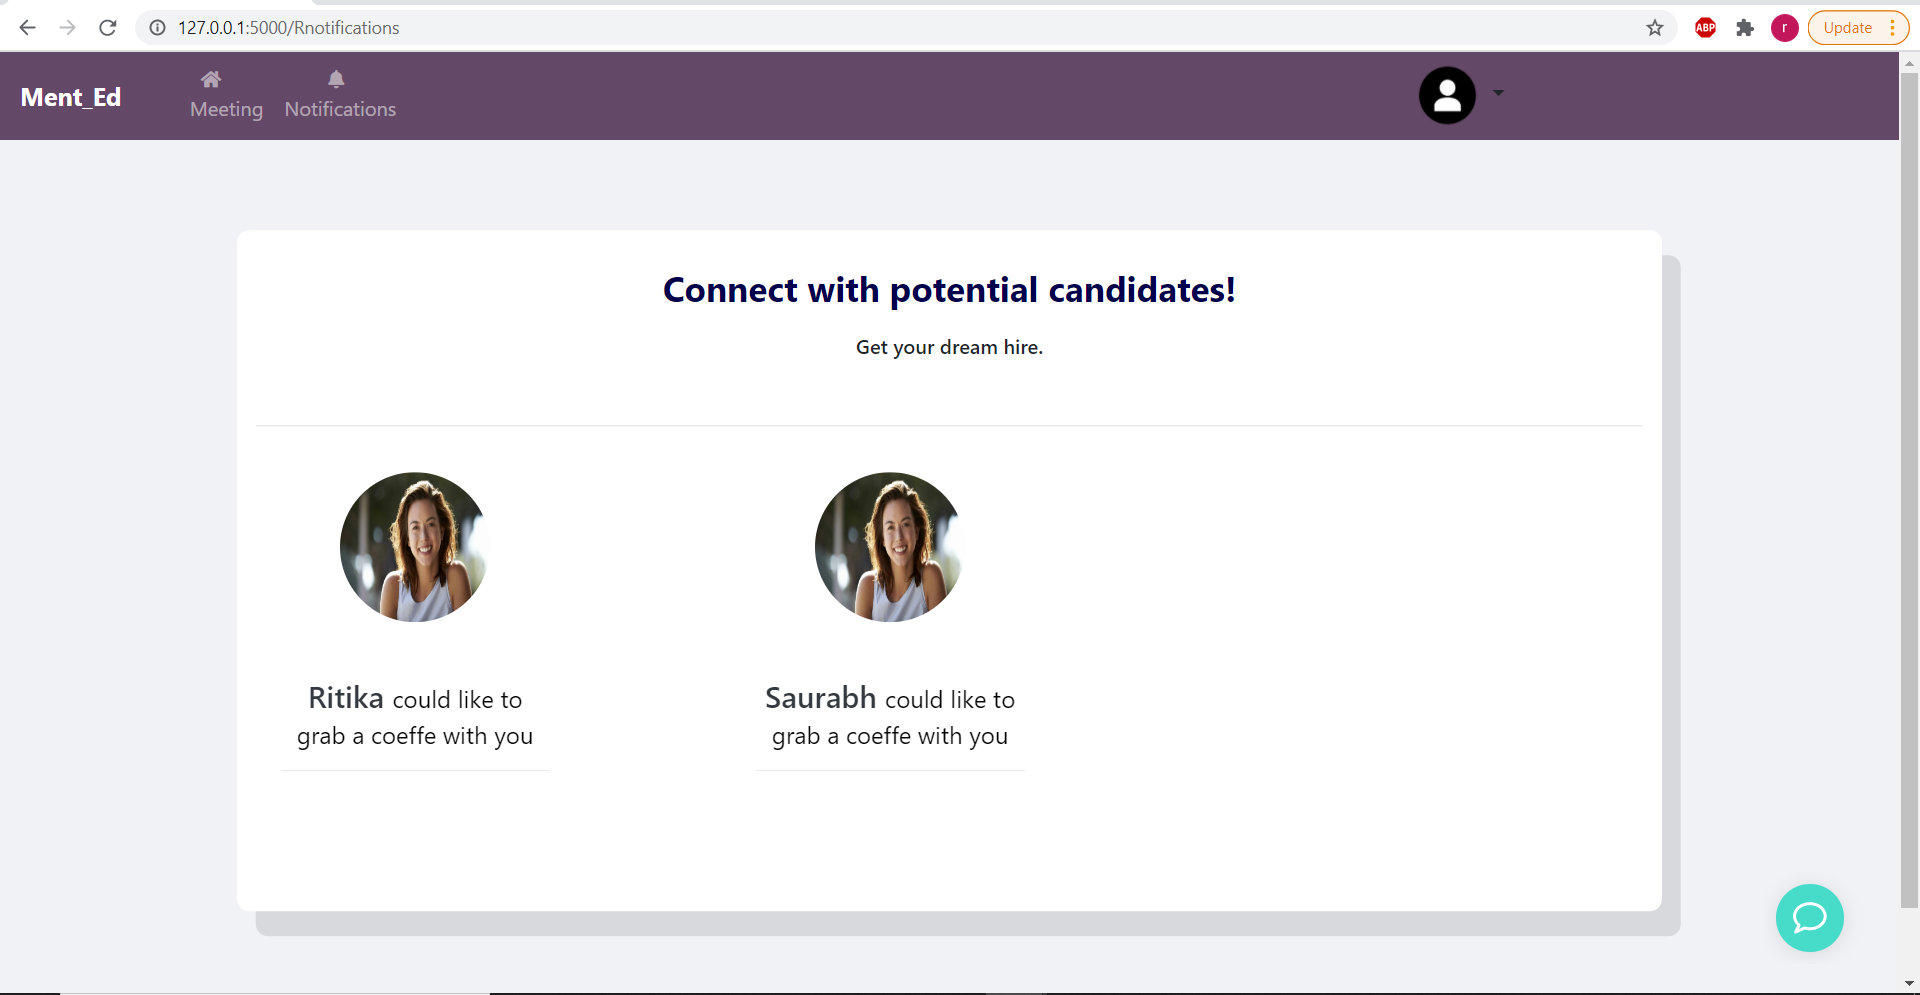 127.0.0.1:5000/Rnotifications
ABP
r
Update
Ment_Ed
Meeting
Notifications
Connect with potential candidates!
Get your dream hire.
Ritika could like to
grab a coeffe with you
Saurabh could like to
grab a coeffe with you